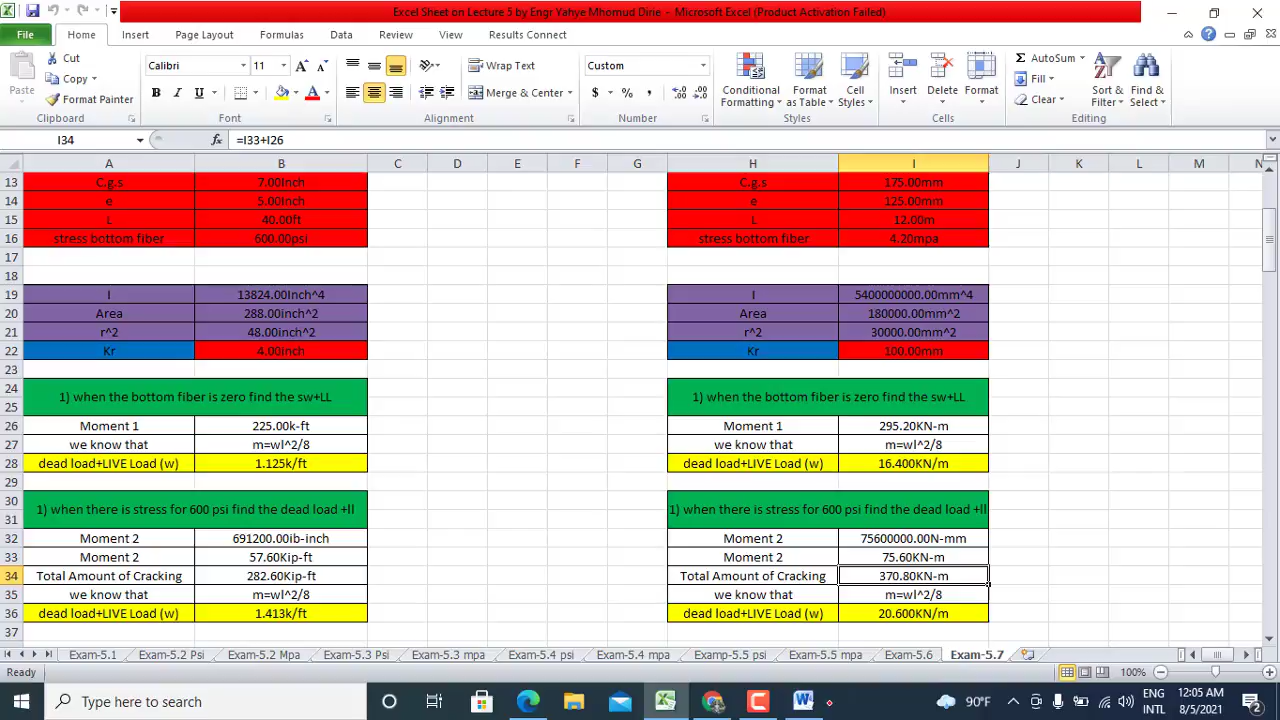 Excel Sheet on Lecture 5 by Engr Yahye Mhomud Dirie - Microsoft Excel (Product Activation Failed)
File Home Insert Page Layout Formulas Data Review View Results Connect
Cut
Copy
Format Painter
Paste
Clipboard
Calibri 11
B I U
Font
Wrap Text
Merge & Center
Alignment
Custom
$ % ,
Number
Conditional Formatting
Format as Table
Cell Styles
Styles
Insert Delete Format
Cells
AutoSum
Fill
Clear
Sort & Filter
Find & Select
Editing
I34 fx =I33+I26
A B C D E F G H I J K L M N
13 C.g.s 7.00Inch C.g.s 175.00mm
14 e 5.00Inch e 125.00mm
15 L 40.00ft L 12.00m
16 stress bottom fiber 600.00psi stress bottom fiber 4.20mpa
17
18
19 I 13824.00Inch^4 I 5400000000.00mm^4
20 Area 288.00inch^2 Area 180000.00mm^2
21 r^2 48.00inch^2 r^2 30000.00mm^2
22 Kr 4.00inch Kr 100.00mm
23
24 1) when the bottom fiber is zero find the sw+LL 1) when the bottom fiber is zero find the sw+LL
25
26 Moment 1 225.00k-ft Moment 1 295.20KN-m
27 we know that m=wl^2/8 we know that m=wl^2/8
28 dead load+LIVE Load (w) 1.125k/ft dead load+LIVE Load (w) 16.400KN/m
29
30 1) when there is stress for 600 psi find the dead load +ll 1) when there is stress for 600 psi find the dead load +ll
31
32 Moment 2 691200.00ib-inch Moment 2 75600000.00N-mm
33 Moment 2 57.60Kip-ft Moment 2 75.60KN-m
34 Total Amount of Cracking 282.60Kip-ft Total Amount of Cracking 370.80KN-m
35 we know that m=wl^2/8 we know that m=wl^2/8
36 dead load+LIVE Load (w) 1.413k/ft dead load+LIVE Load (w) 20.600KN/m
37
Exam-5.1 Exam-5.2 Psi Exam-5.2 Mpa Exam-5.3 Psi Exam-5.3 mpa Exam-5.4 psi Exam-5.4 mpa Examp-5.5 psi Exam-5.5 mpa Exam-5.6 Exam-5.7
Ready 100%
Type here to search
90°F
ENG
INTL
12:05 AM
8/5/2021
2